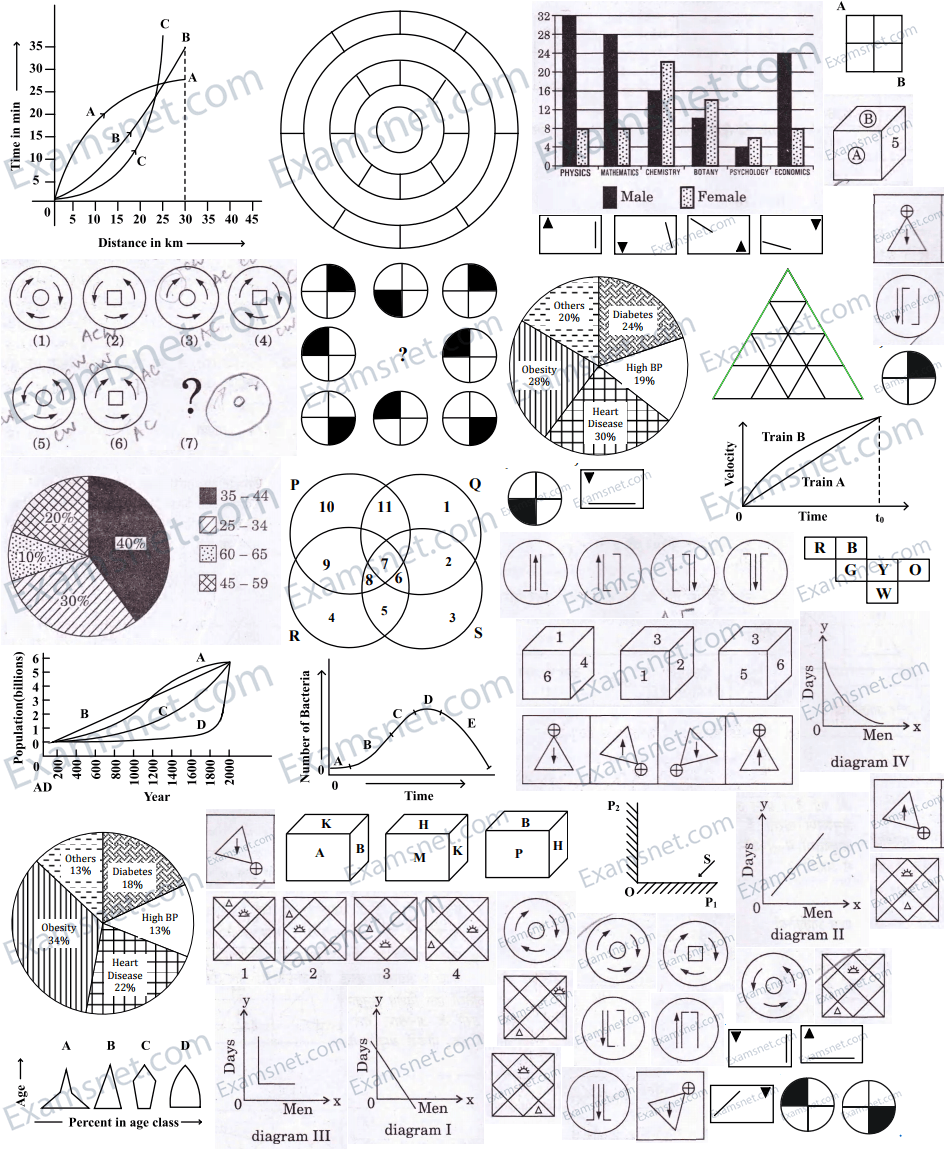 Time in min
35
35
25
20
15
10
5
0
5 10 15 20 25 30 35 40 45
Distance in km
A
B
C
A
B
C
32
28
24
20
16
12
8
4
0
PHYSICS MATHEMATICS CHEMISTRY BOTANY PSYCHOLOGY ECONOMICS
Male Female
A
B
B
A
5
(1) (2) (3) (4)
(5) (6) (7)
?
ACW
AC
CW
?
Others
20%
Diabetes
24%
High BP
19%
Obesity
28%
Heart
Disease
30%
Velocity
Train B
Train A
0 Time t₀
20%
40%
10%
30%
35 – 44
25 – 34
60 – 65
45 – 59
P
Q
10 11 1
9 7 2
8 6
4 5 3
R
S
R B
G Y O
W
1
6 4
3
1 2
3
5 6
y
Days
0 Men x
diagram IV
Population(billions)
6
5
4
3
2
1
0
0
AD
200 400 600 800 1000 1200 1400 1600 1800 2000
Year
A
B
C
D
Number of Bacteria
A
B
C
D
E
0
Time
K
A B
H
M K
B
P H
P₂
S
O
P₁
y
Days
0 Men x
diagram II
Others
13%
Diabetes
18%
High BP
13%
Obesity
34%
Heart
Disease
22%
1 2 3 4
Age
A B C D
Percent in age class
y
Days
0 Men x
diagram III
y
Days
0 Men x
diagram I
Examsnet.com